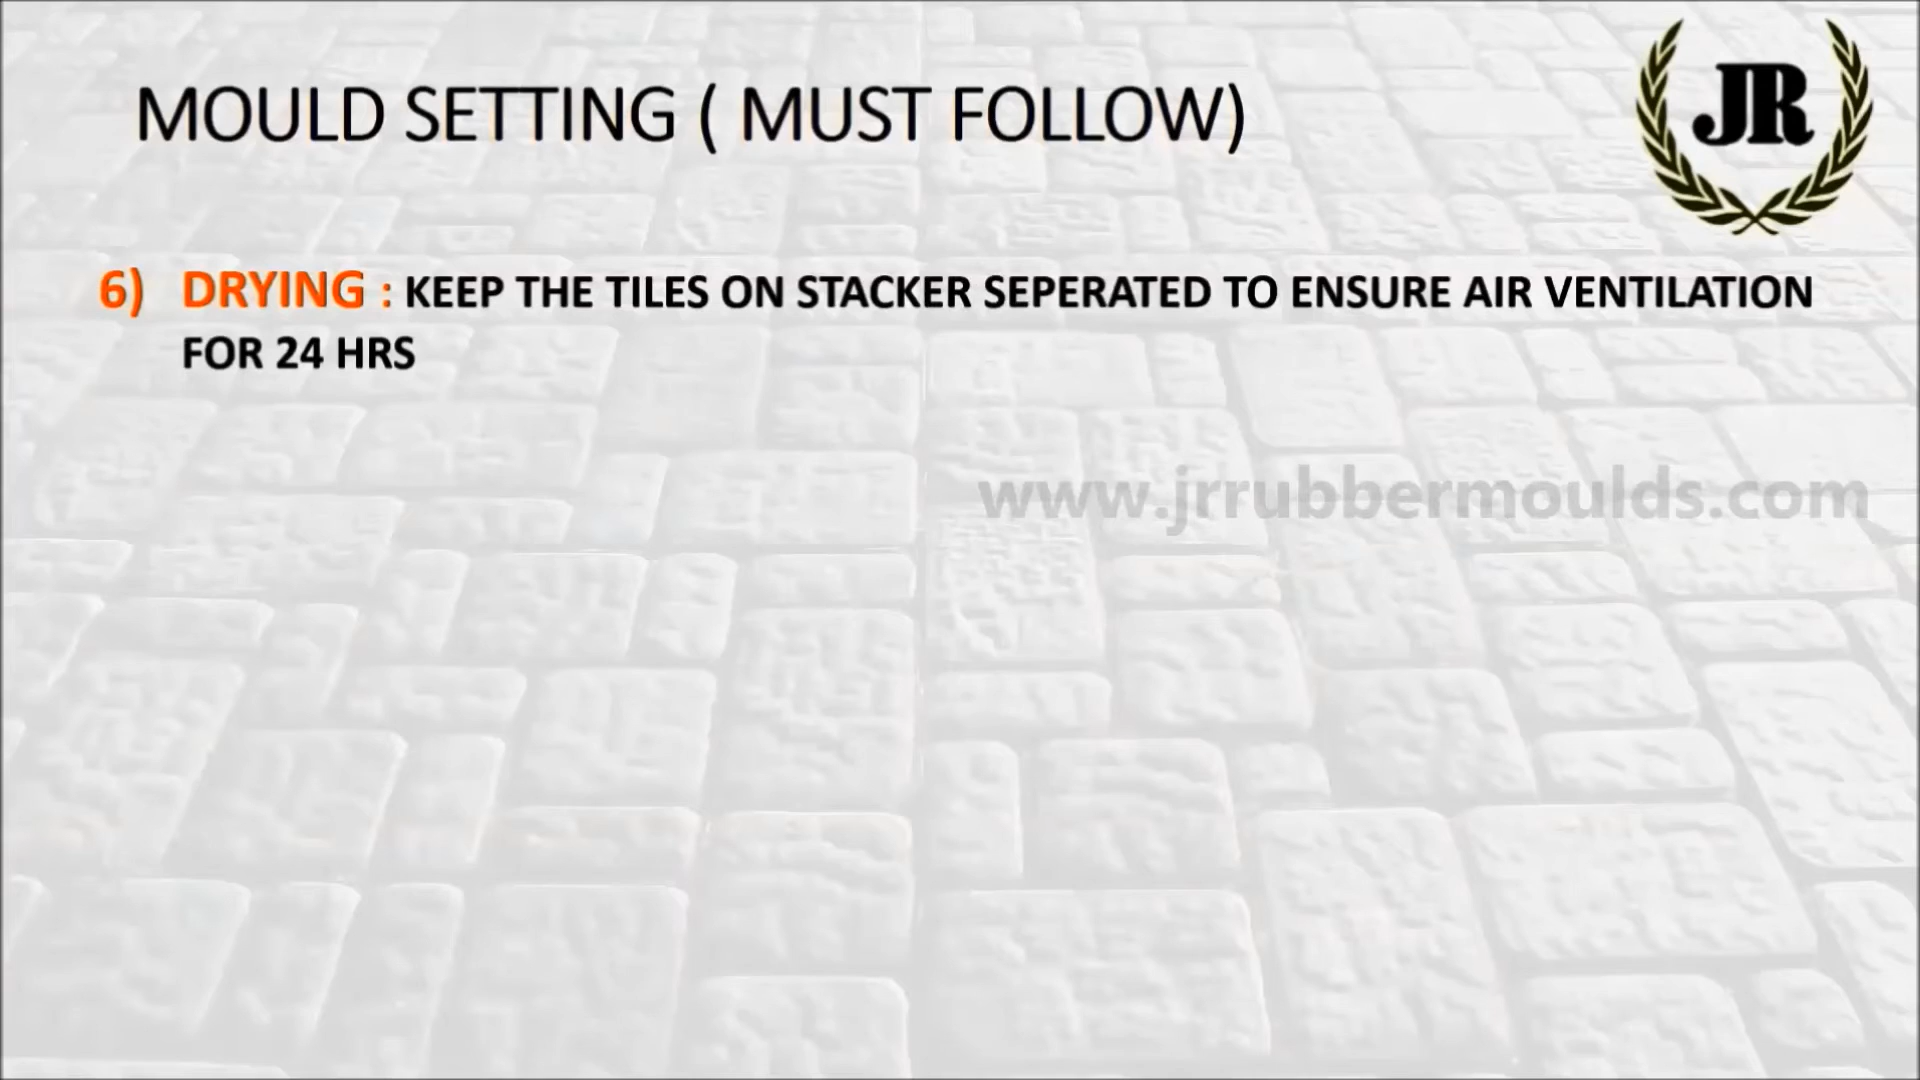 MOULD SETTING ( MUST FOLLOW)
JR
6) DRYING : KEEP THE TILES ON STACKER SEPERATED TO ENSURE AIR VENTILATION
FOR 24 HRS
www.jrrubbermoulds.com